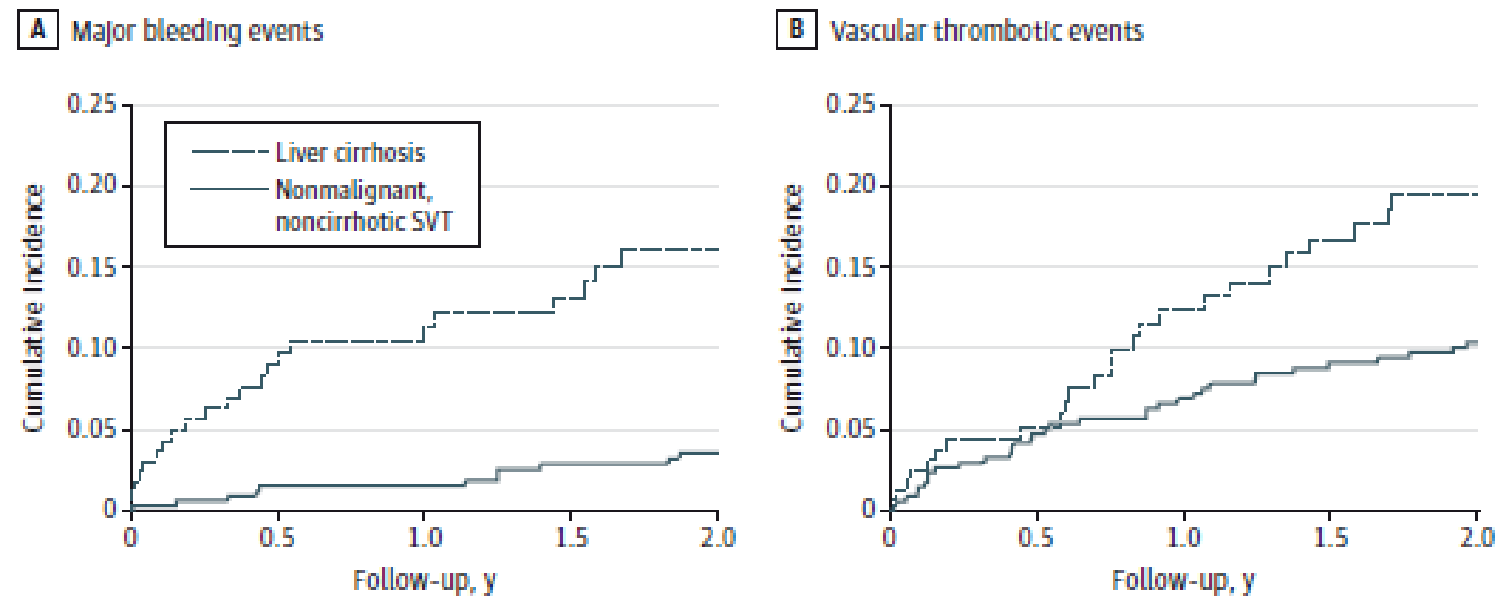 A Major bleeding events
0.25
0.20
0.15
0.10
0.05
0
Cumulative Incidence
Liver cirrhosis
Nonmalignant,
noncirrhotic SVT
0 0.5 1.0 1.5 2.0
Follow-up, y
B Vascular thrombotic events
0.25
0.20
0.15
0.10
0.05
0
Cumulative Incidence
0 0.5 1.0 1.5 2.0
Follow-up, y